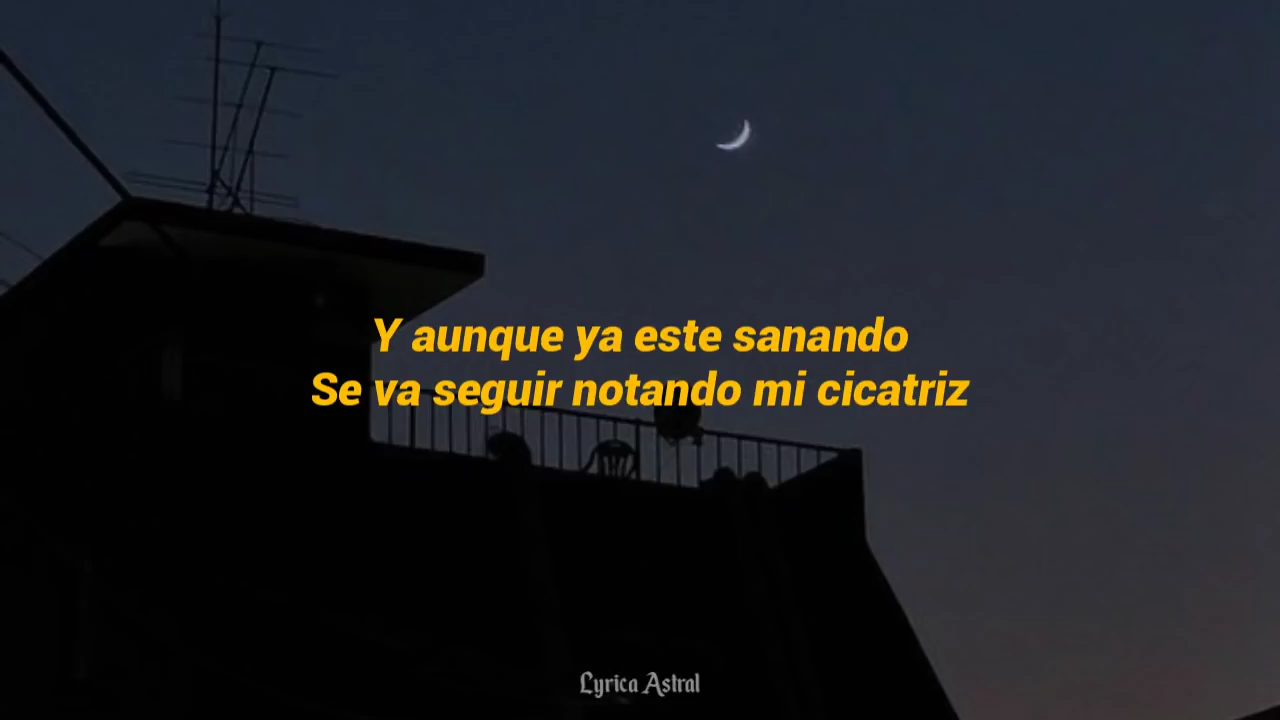 Y aunque ya este sanando
Se va seguir notando mi cicatriz
Lyrica Astral